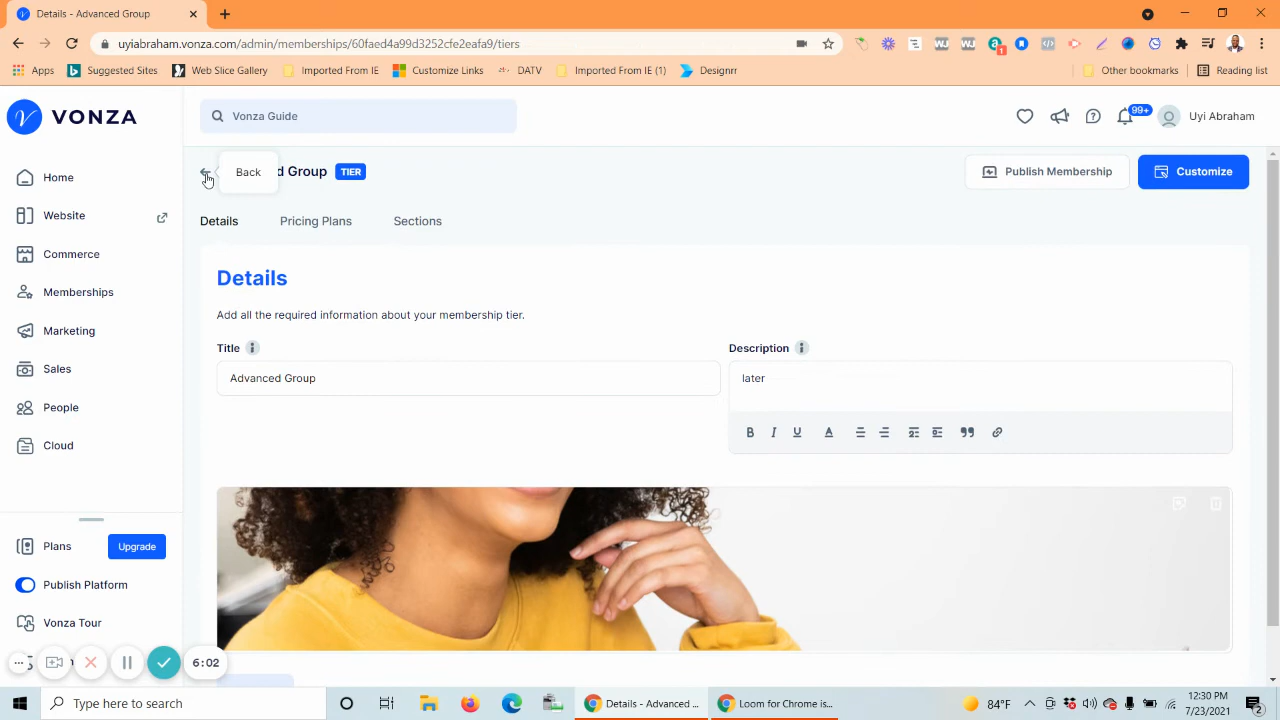 Details - Advanced Group
uyiabraham.vonza.com/admin/memberships/60faed4a99d3252cfe2eafa9/tiers
Apps
Suggested Sites
Web Slice Gallery
Imported From IE
Customize Links
DATV
Imported From IE (1)
Designrr
Other bookmarks
Reading list
VONZA
Vonza Guide
99+
Uyi Abraham
Back
d Group
TIER
Publish Membership
Customize
Home
Website
Commerce
Memberships
Marketing
Sales
People
Cloud
Plans
Upgrade
Publish Platform
Vonza Tour
Details
Pricing Plans
Sections
Details
Add all the required information about your membership tier.
Title
Description
Advanced Group
later
B I U A
6:02
Type here to search
Details - Advanced ...
Loom for Chrome is...
84°F
12:30 PM
7/23/2021
2